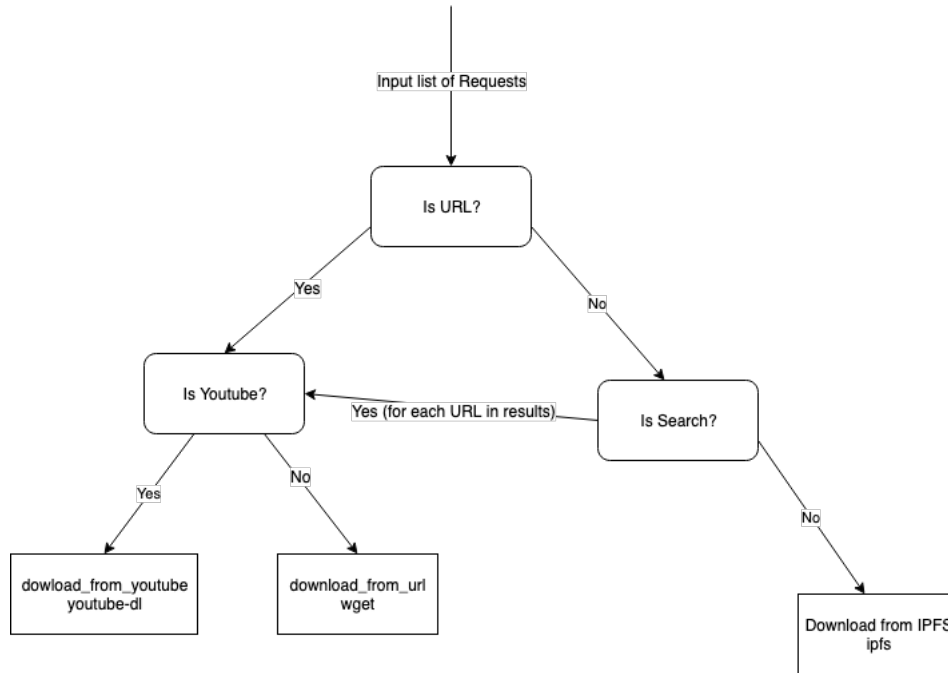 Input list of Requests
Is URL?
Yes
No
Is Youtube?
Yes (for each URL in results)
Is Search?
Yes
No
No
dowload_from_youtube
youtube-dl
download_from_url
wget
Download from IPFS
ipfs